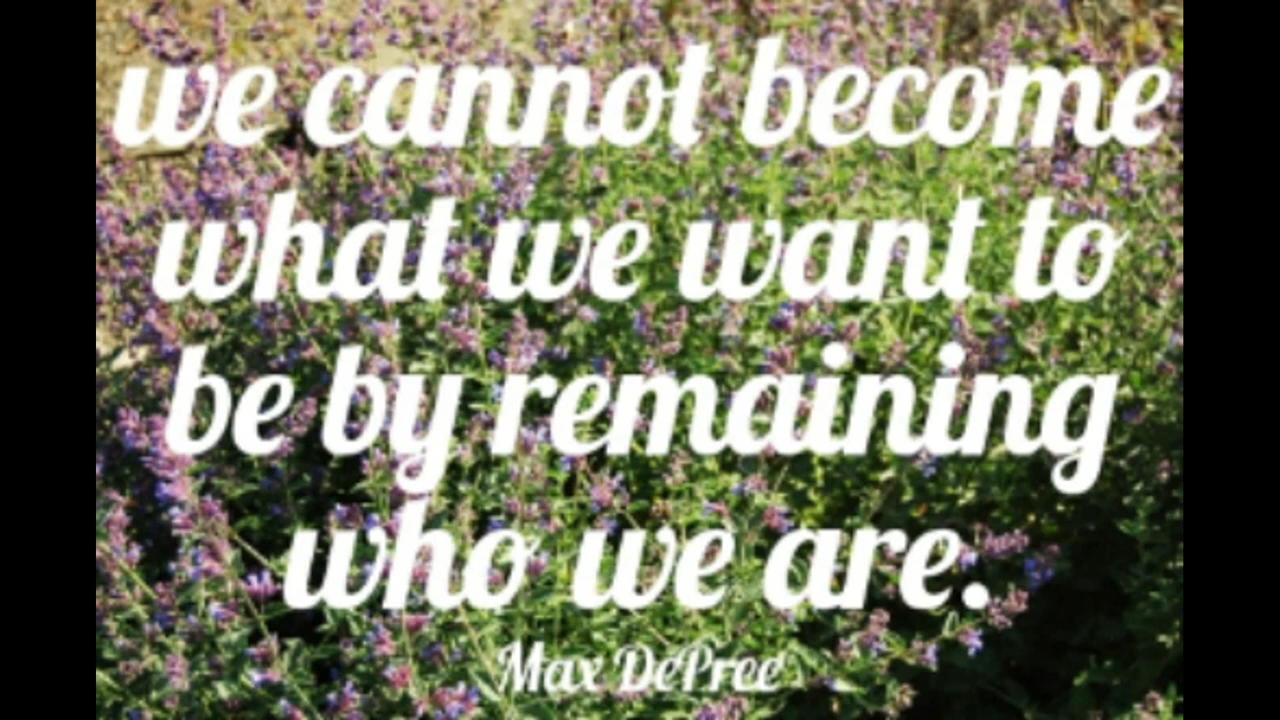 we cannot become
what we want to
be by remaining
who we are.
Max DePree